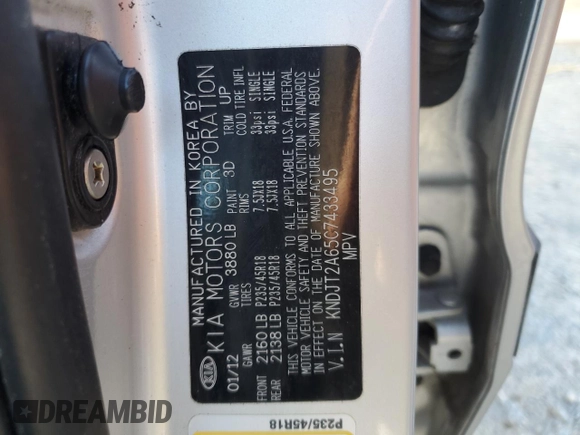 MANUFACTURED IN KOREA BY
KIA KIA MOTORS CORPORATION
01/12 GVWR 3880 LB PAINT 3D TRIM UP
GAWR TIRES RIMS COLD TIRE INFL
FRONT 2160 LB P235/45R18 7.5JX18 33psi SINGLE
REAR 2138 LB P235/45R18 7.5JX18 33psi SINGLE
THIS VEHICLE CONFORMS TO ALL APPLICABLE U.S.A. FEDERAL
MOTOR VEHICLE SAFETY AND THEFT PREVENTION STANDARDS
IN EFFECT ON THE DATE OF MANUFACTURE SHOWN ABOVE.
V.I.N KNDJT2A65C7433495
MPV
P235/45R18
DREAMBID